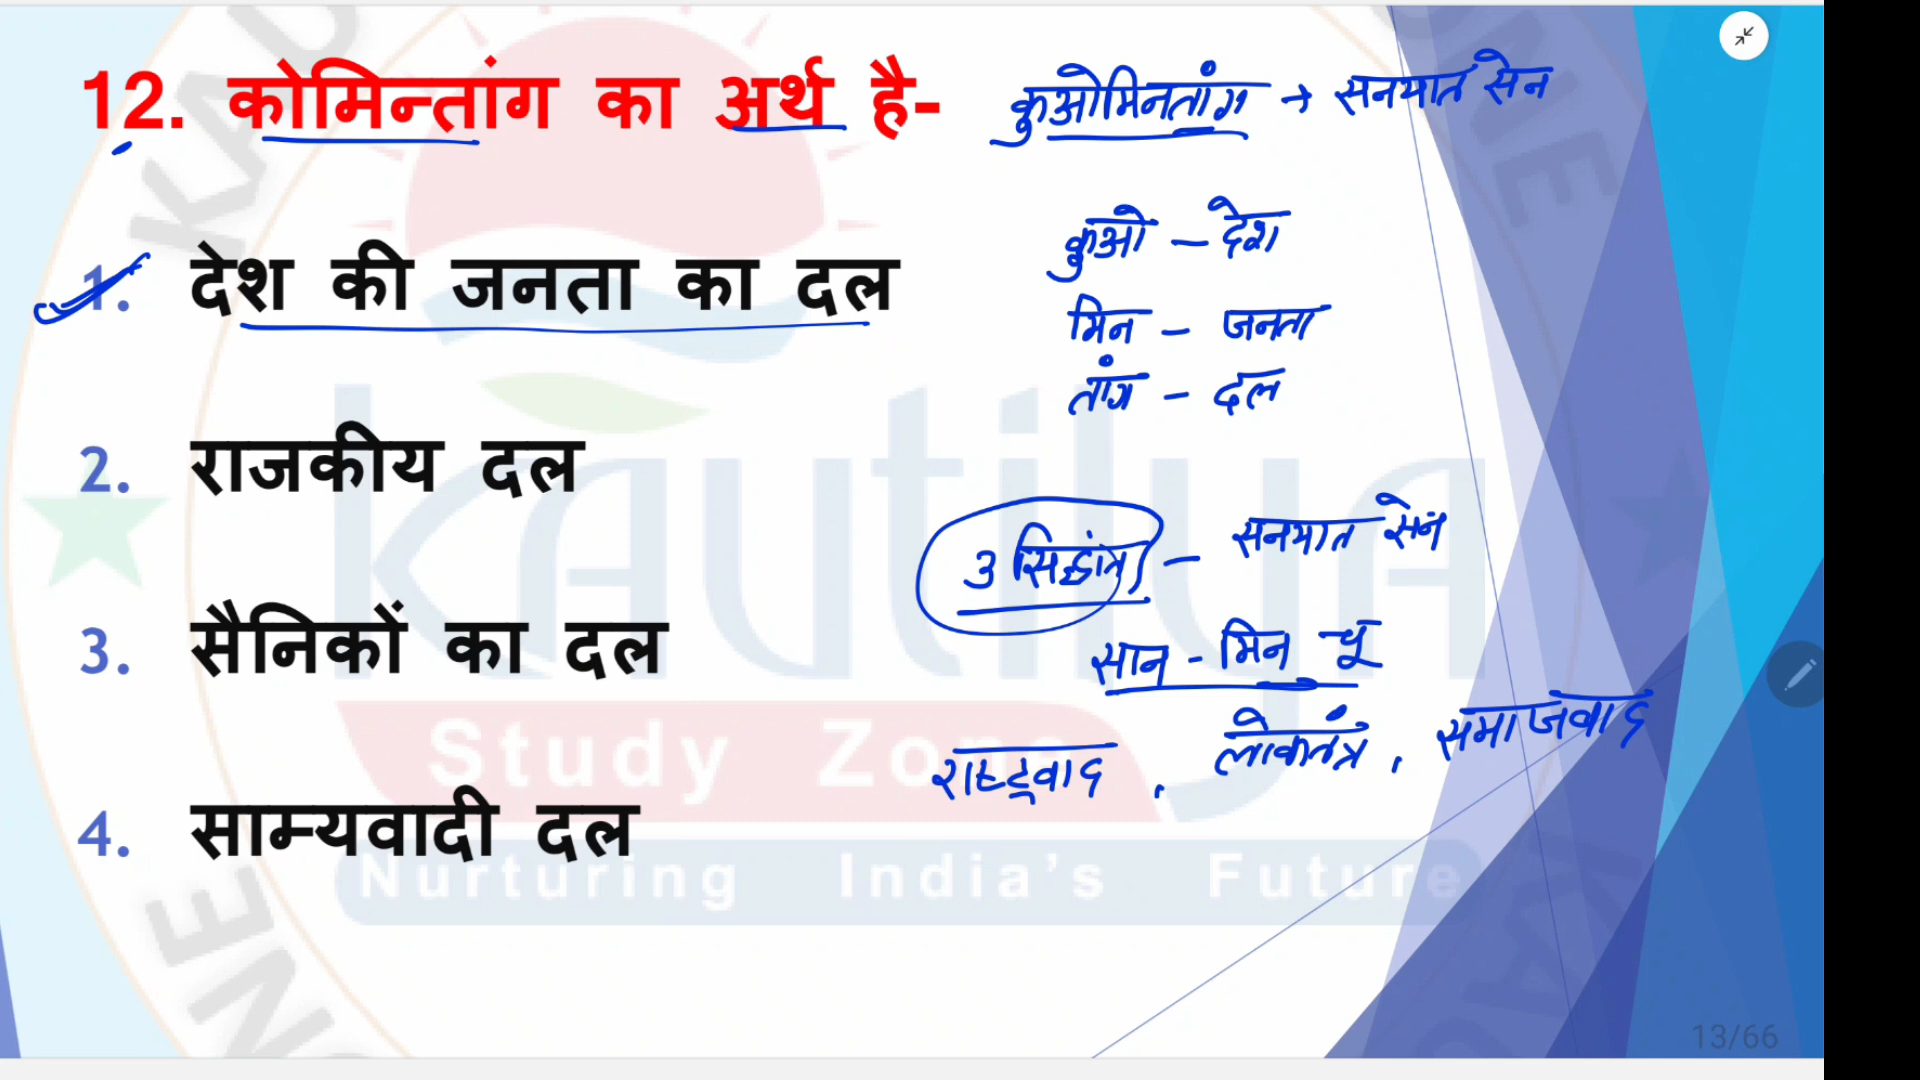 12. कोमिन्तांग का अर्थ है-
कुओमिनतांग → सनयात सेन
1. देश की जनता का दल
कुओ – देश
मिन – जनता
तांग – दल
2. राजकीय दल
3 सिद्धांत – सनयात सेन
3. सैनिकों का दल
सान - मिन चू
राष्ट्रवाद , लोकतंत्र , समाजवाद
4. साम्यवादी दल
KAUTILYA
Study Zone
Nurturing India's Future
13/66